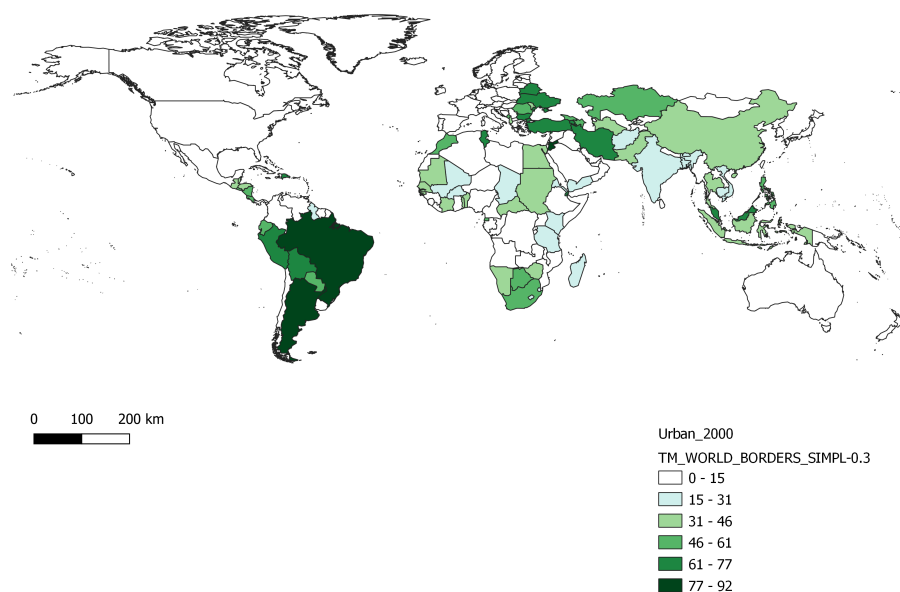 0 100 200 km
Urban_2000
TM_WORLD_BORDERS_SIMPL-0.3
0 - 15
15 - 31
31 - 46
46 - 61
61 - 77
77 - 92